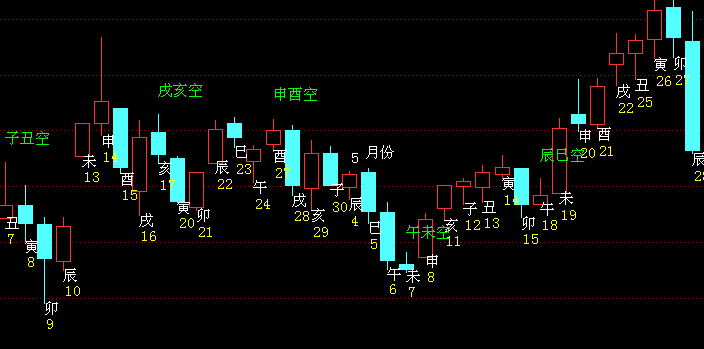 子丑空
戌亥空
申酉空
5 月份
午未空
辰巳空
丑
7
寅
8
卯
9
辰
10
未
13
申
14
酉
15
戌
16
亥
17
寅
20
卯
21
辰
22
巳
23
午
24
酉
27
戌
28
亥
29
子
30
辰
4
巳
5
午
6
未
7
申
8
亥
11
子
12
丑
13
寅
14
卯
15
午
18
未
19
申
20
酉
21
戌
22
丑
25
寅
26
卯
27
辰
28